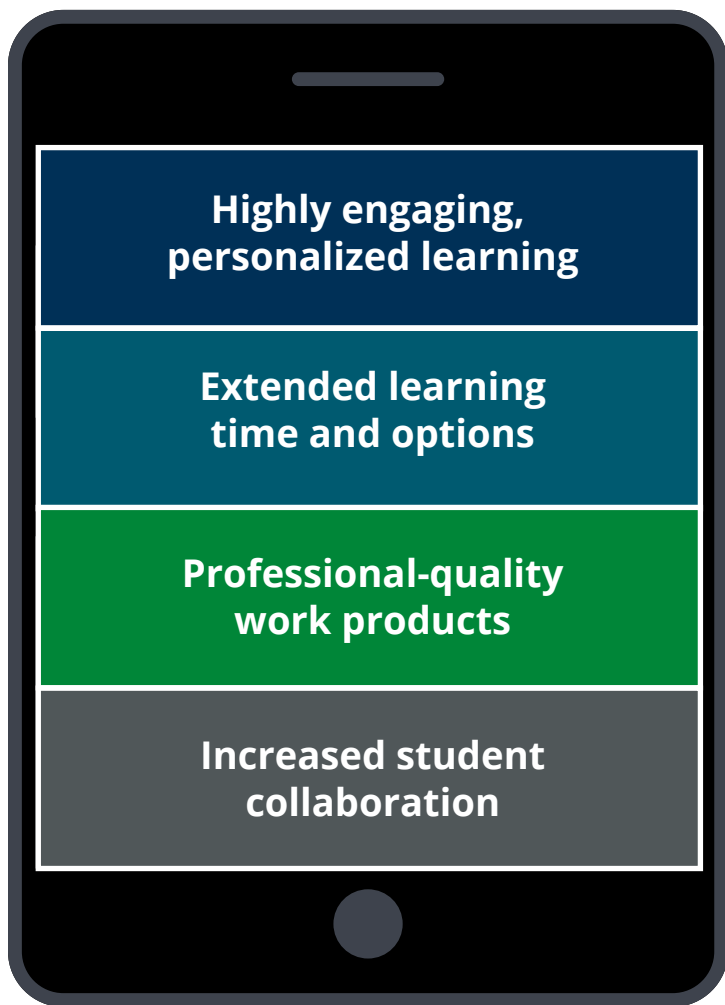 Highly engaging,
personalized learning
Extended learning
time and options
Professional-quality
work products
Increased student
collaboration